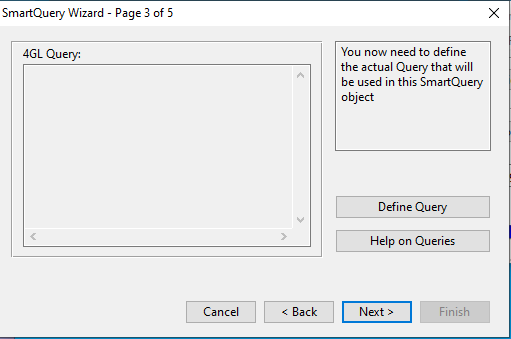 SmartQuery Wizard - Page 3 of 5
4GL Query:
You now need to define
the actual Query that will
be used in this SmartQuery
object
Define Query
Help on Queries
Cancel
< Back
Next >
Finish